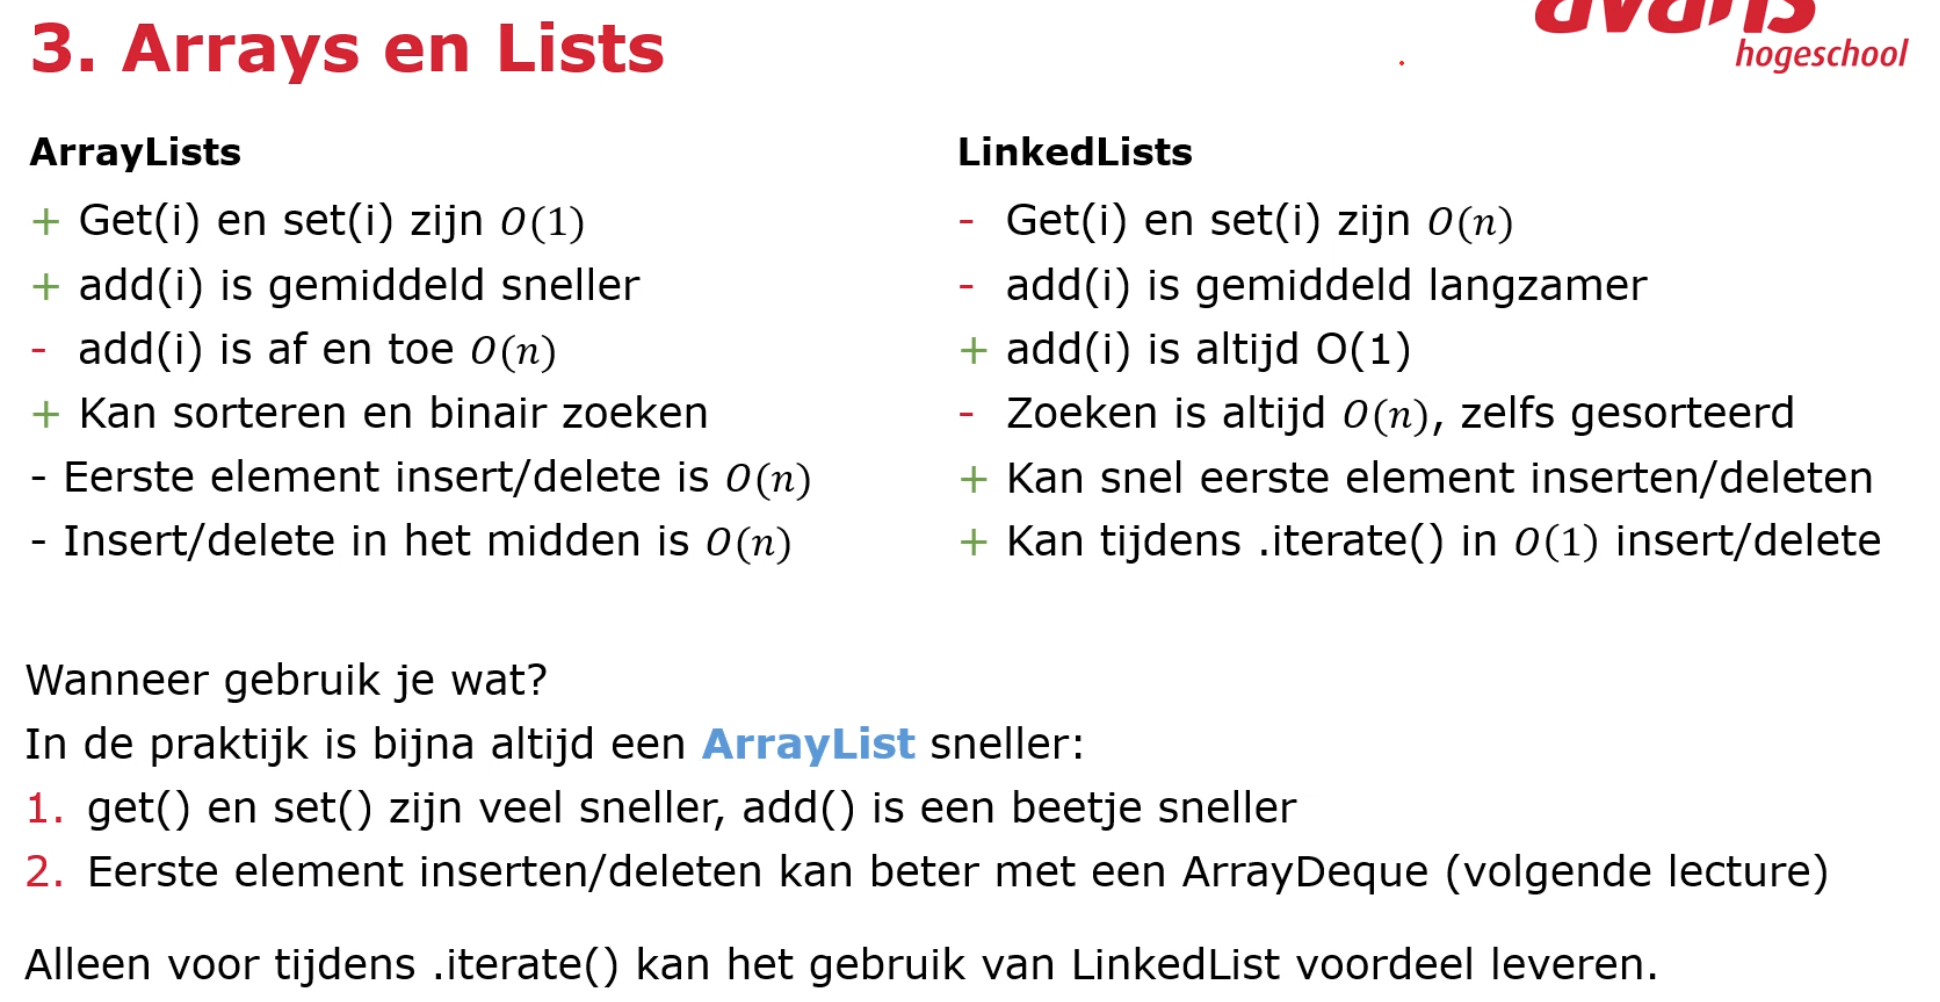 3. Arrays en Lists
avans
hogeschool
ArrayLists
+ Get(i) en set(i) zijn O(1)
+ add(i) is gemiddeld sneller
- add(i) is af en toe O(n)
+ Kan sorteren en binair zoeken
- Eerste element insert/delete is O(n)
- Insert/delete in het midden is O(n)
LinkedLists
- Get(i) en set(i) zijn O(n)
- add(i) is gemiddeld langzamer
+ add(i) is altijd O(1)
- Zoeken is altijd O(n), zelfs gesorteerd
+ Kan snel eerste element inserten/deleten
+ Kan tijdens .iterate() in O(1) insert/delete
Wanneer gebruik je wat?
In de praktijk is bijna altijd een ArrayList sneller:
1. get() en set() zijn veel sneller, add() is een beetje sneller
2. Eerste element inserten/deleten kan beter met een ArrayDeque (volgende lecture)
Alleen voor tijdens .iterate() kan het gebruik van LinkedList voordeel leveren.